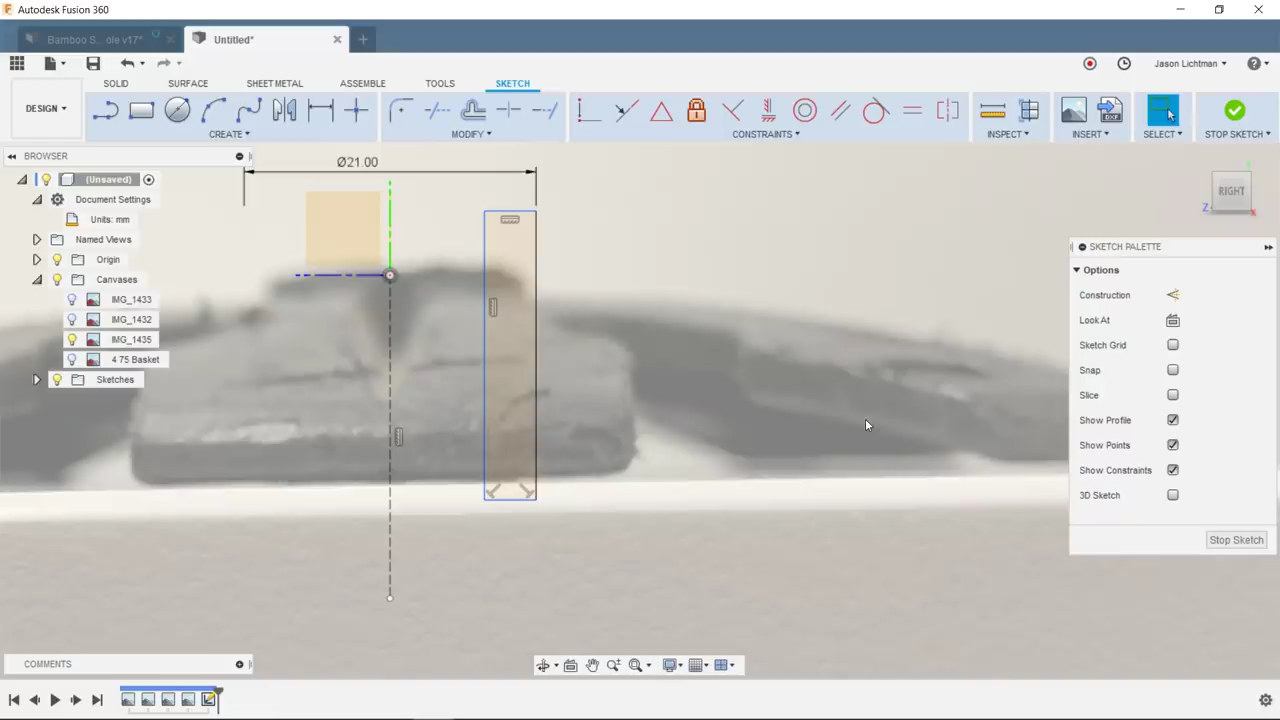 Autodesk Fusion 360
Bamboo S... ole v17*
Untitled*
Jason Lichtman
DESIGN
SOLID
SURFACE
SHEET METAL
ASSEMBLE
TOOLS
SKETCH
CREATE
MODIFY
CONSTRAINTS
INSPECT
INSERT
SELECT
STOP SKETCH
DXF
BROWSER
(Unsaved)
Document Settings
Units: mm
Named Views
Origin
Canvases
IMG_1433
IMG_1432
IMG_1435
4 75 Basket
Sketches
Ø21.00
RIGHT
Z
X
Y
SKETCH PALETTE
Options
Construction
Look At
Sketch Grid
Snap
Slice
Show Profile
Show Points
Show Constraints
3D Sketch
Stop Sketch
COMMENTS